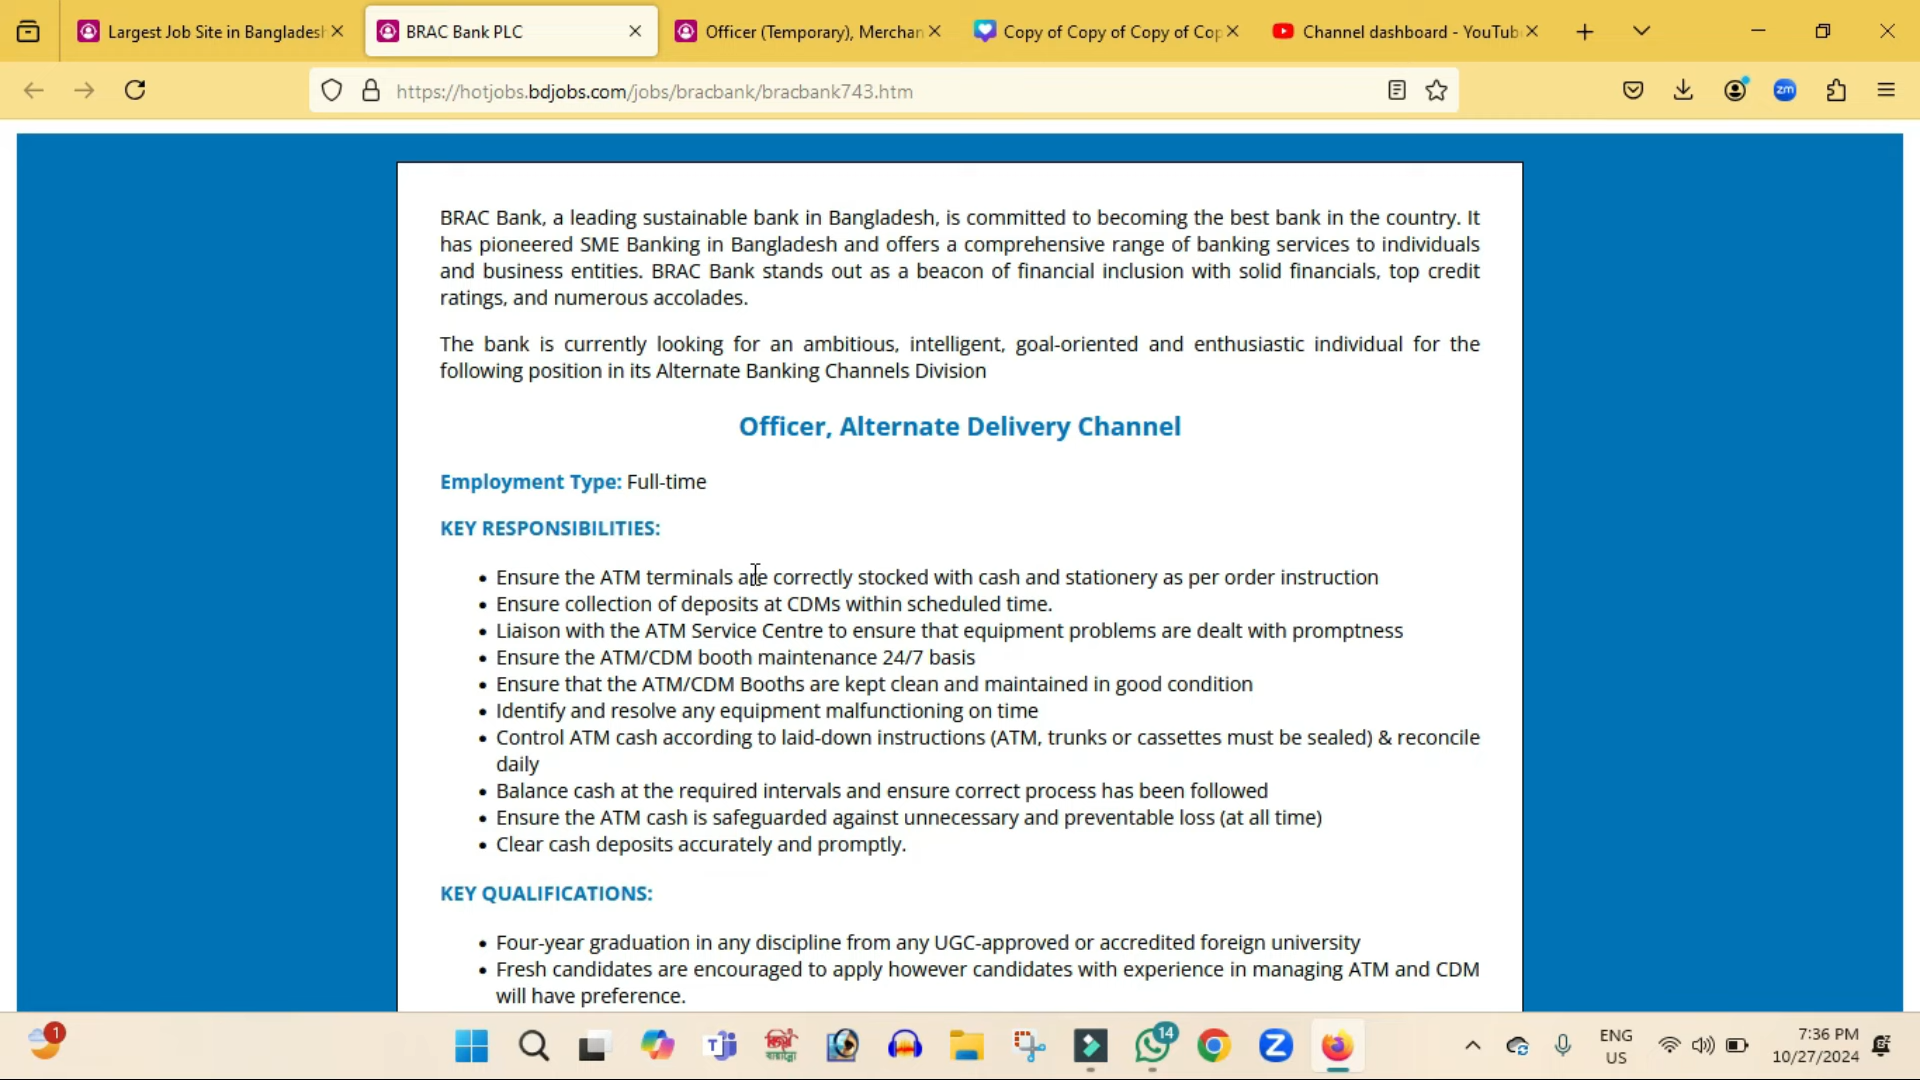 Largest Job Site in Banglades
BRAC Bank PLC
Officer (Temporary), Merchan
Copy of Copy of Copy of Cop
Channel dashboard - YouTub
https://hotjobs.bdjobs.com/jobs/bracbank/bracbank743.htm
zm
BRAC Bank, a leading sustainable bank in Bangladesh, is committed to becoming the best bank in the country. It
has pioneered SME Banking in Bangladesh and offers a comprehensive range of banking services to individuals
and business entities. BRAC Bank stands out as a beacon of financial inclusion with solid financials, top credit
ratings, and numerous accolades.
The bank is currently looking for an ambitious, intelligent, goal-oriented and enthusiastic individual for the
following position in its Alternate Banking Channels Division
Officer, Alternate Delivery Channel
Employment Type: Full-time
KEY RESPONSIBILITIES:
• Ensure the ATM terminals are correctly stocked with cash and stationery as per order instruction
• Ensure collection of deposits at CDMs within scheduled time.
• Liaison with the ATM Service Centre to ensure that equipment problems are dealt with promptness
• Ensure the ATM/CDM booth maintenance 24/7 basis
• Ensure that the ATM/CDM Booths are kept clean and maintained in good condition
• Identify and resolve any equipment malfunctioning on time
• Control ATM cash according to laid-down instructions (ATM, trunks or cassettes must be sealed) & reconcile
daily
• Balance cash at the required intervals and ensure correct process has been followed
• Ensure the ATM cash is safeguarded against unnecessary and preventable loss (at all time)
• Clear cash deposits accurately and promptly.
KEY QUALIFICATIONS:
• Four-year graduation in any discipline from any UGC-approved or accredited foreign university
• Fresh candidates are encouraged to apply however candidates with experience in managing ATM and CDM
will have preference.
1
14
ENG
US
7:36 PM
10/27/2024